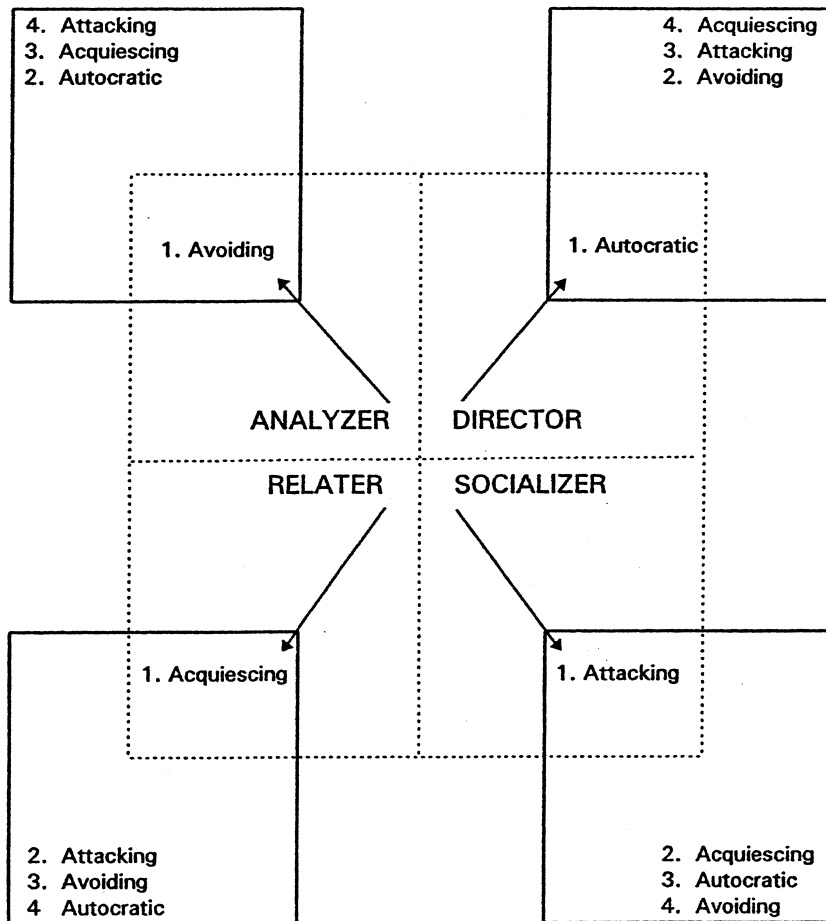 4. Attacking
3. Acquiescing
2. Autocratic
4. Acquiescing
3. Attacking
2. Avoiding
1. Avoiding
1. Autocratic
ANALYZER
DIRECTOR
RELATER
SOCIALIZER
1. Acquiescing
1. Attacking
2. Attacking
3. Avoiding
4 Autocratic
2. Acquiescing
3. Autocratic
4. Avoiding